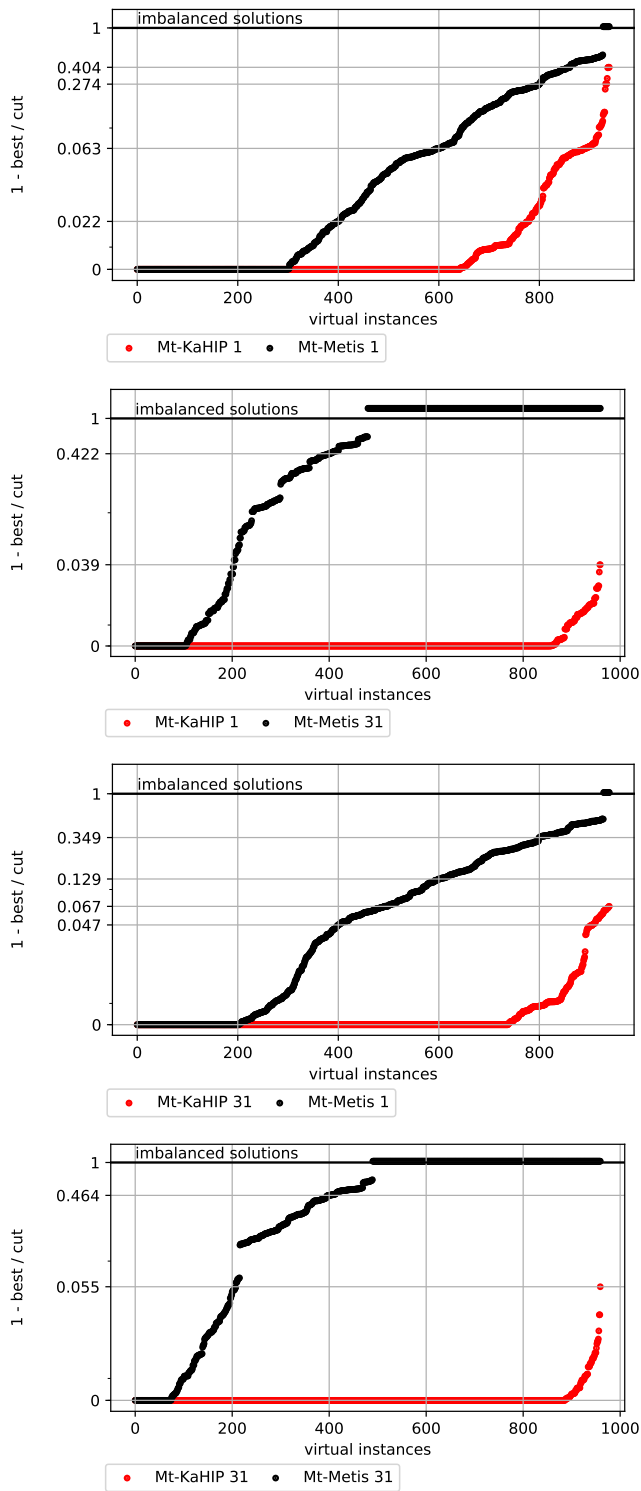 imbalanced solutions
1
0.404
0.274
0.063
0.022
0
1 - best / cut
0 200 400 600 800
virtual instances
Mt-KaHIP 1 Mt-Metis 1
imbalanced solutions
1
0.422
0.039
0
1 - best / cut
0 200 400 600 800 1000
virtual instances
Mt-KaHIP 1 Mt-Metis 31
imbalanced solutions
1
0.349
0.129
0.067
0.047
0
1 - best / cut
0 200 400 600 800
virtual instances
Mt-KaHIP 31 Mt-Metis 1
imbalanced solutions
1
0.464
0.055
0
1 - best / cut
0 200 400 600 800 1000
virtual instances
Mt-KaHIP 31 Mt-Metis 31